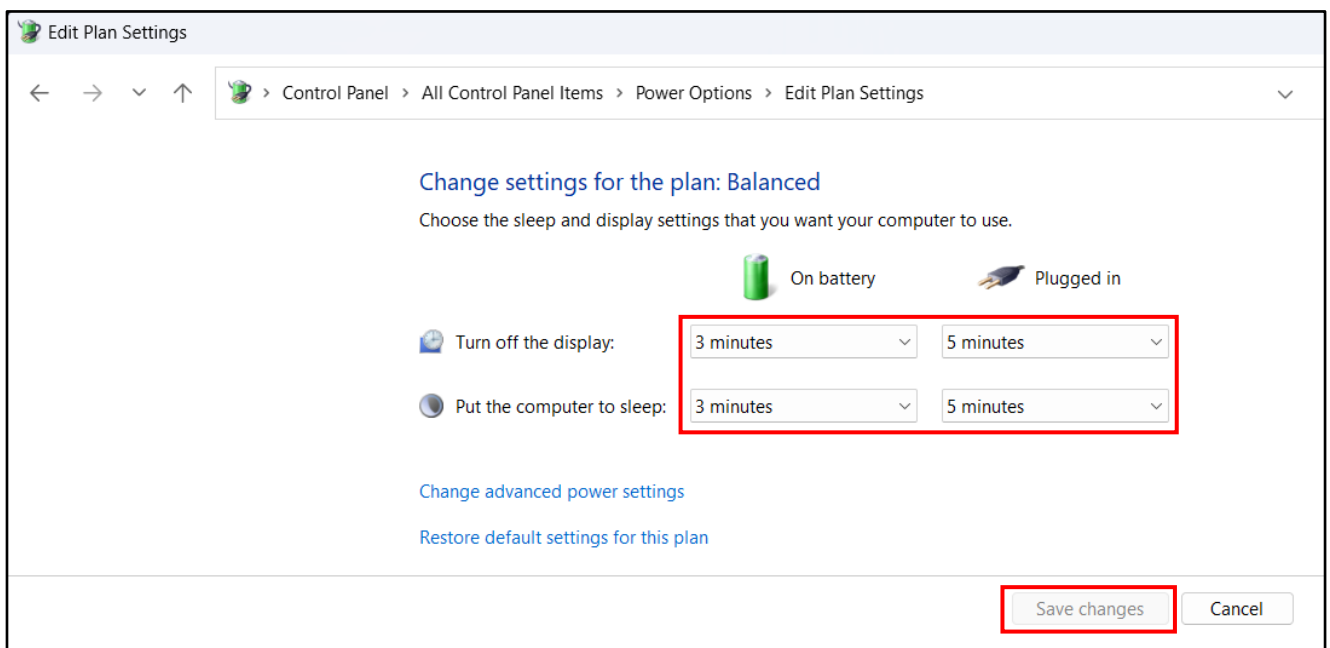 Edit Plan Settings
Control Panel > All Control Panel Items > Power Options > Edit Plan Settings
Change settings for the plan: Balanced
Choose the sleep and display settings that you want your computer to use.
On battery Plugged in
Turn off the display: 3 minutes 5 minutes
Put the computer to sleep: 3 minutes 5 minutes
Change advanced power settings
Restore default settings for this plan
Save changes Cancel